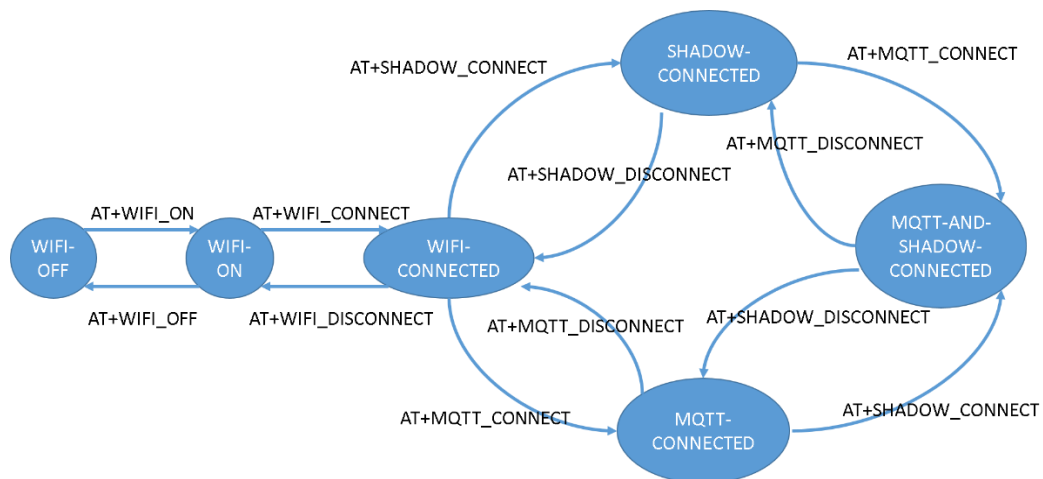 SHADOW-
CONNECTED
AT+MQTT_CONNECT
AT+SHADOW_CONNECT
AT+MQTT_DISCONNECT
AT+SHADOW_DISCONNECT
AT+WIFI_ON
AT+WIFI_CONNECT
WIFI-
OFF
WIFI-
ON
WIFI-
CONNECTED
MQTT-AND-
SHADOW-
CONNECTED
AT+WIFI_OFF
AT+WIFI_DISCONNECT
AT+MQTT_DISCONNECT
AT+SHADOW_DISCONNECT
AT+MQTT_CONNECT
AT+SHADOW_CONNECT
MQTT-
CONNECTED